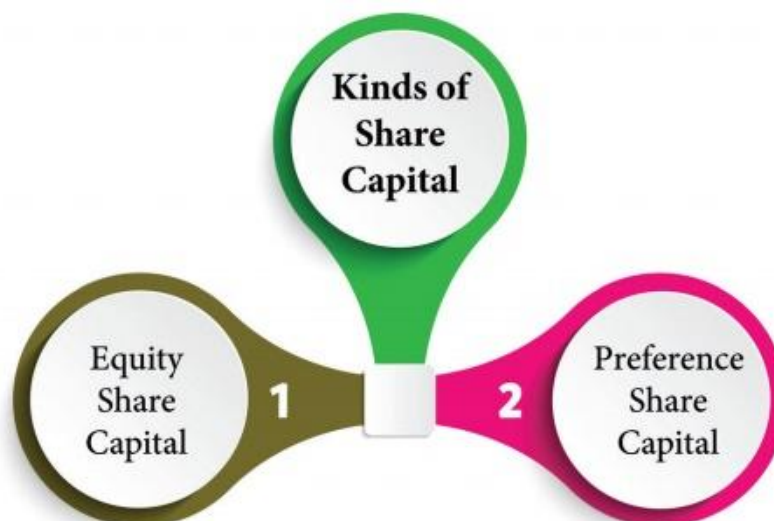 Kinds of
Share
Capital
Equity
Share
Capital
1
2
Preference
Share
Capital